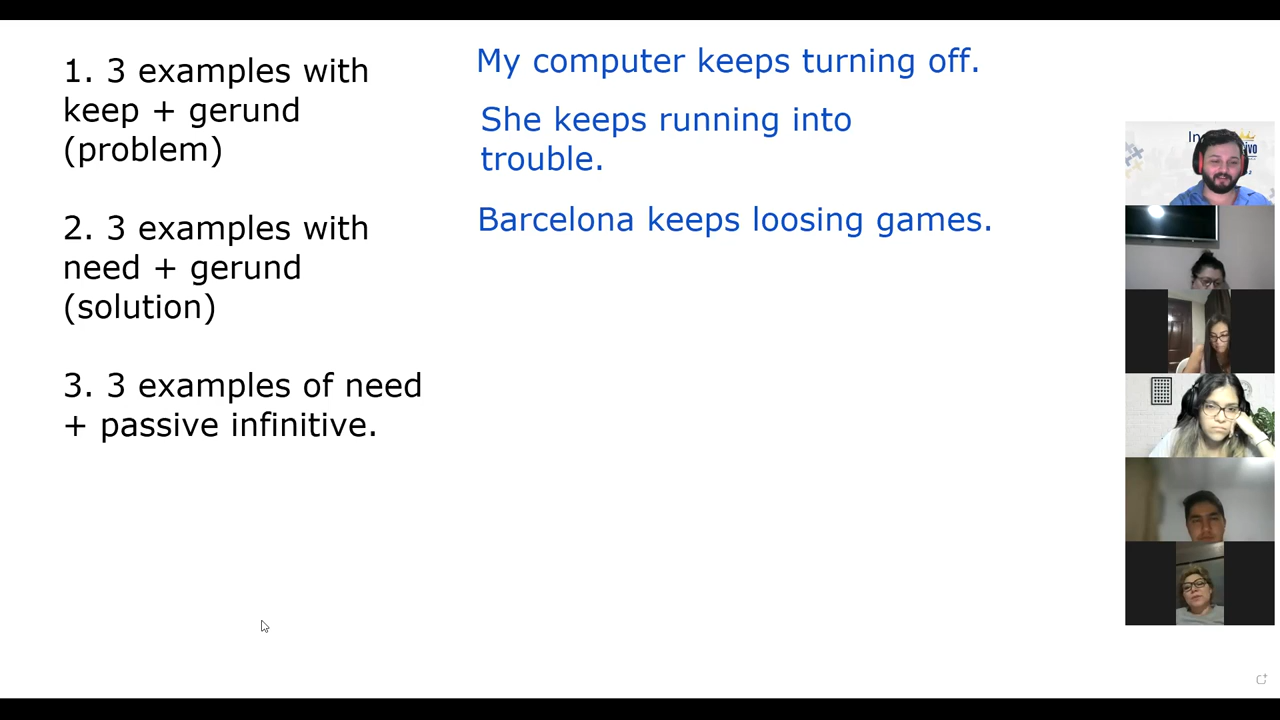 1. 3 examples with
keep + gerund
(problem)
2. 3 examples with
need + gerund
(solution)
3. 3 examples of need
+ passive infinitive.
My computer keeps turning off.
She keeps running into
trouble.
Barcelona keeps loosing games.